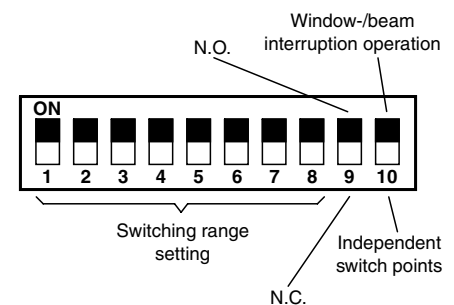 Window-/beam
interruption operation
N.O.
ON
1 2 3 4 5 6 7 8 9 10
Switching range
setting
Independent
switch points
N.C.